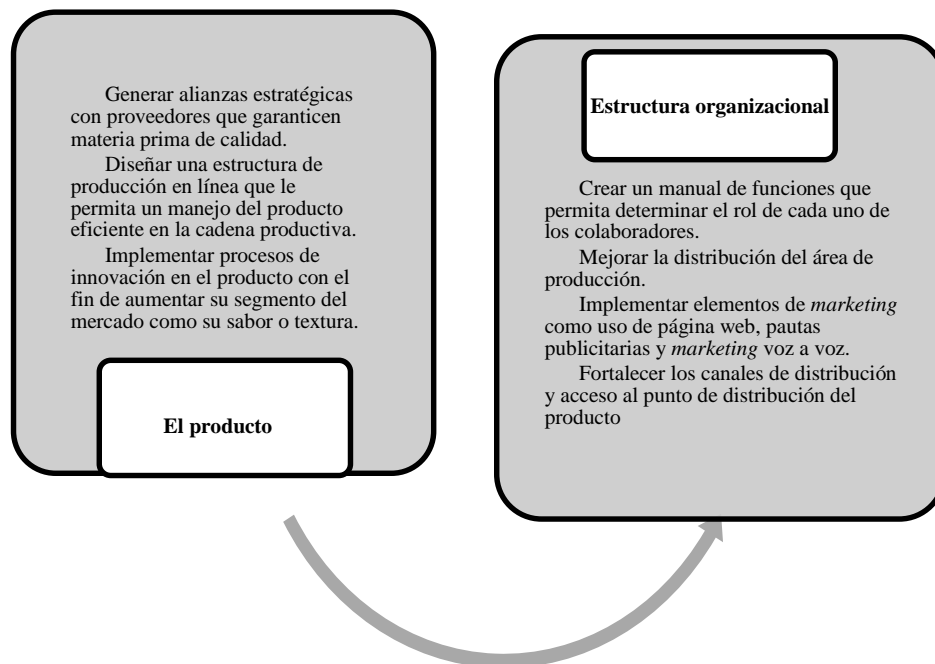 Generar alianzas estratégicas
con proveedores que garanticen
materia prima de calidad.
Diseñar una estructura de
producción en línea que le
permita un manejo del producto
eficiente en la cadena productiva.
Implementar procesos de
innovación en el producto con el
fin de aumentar su segmento del
mercado como su sabor o textura.
El producto
Estructura organizacional
Crear un manual de funciones que
permita determinar el rol de cada uno de
los colaboradores.
Mejorar la distribución del área de
producción.
Implementar elementos de marketing
como uso de página web, pautas
publicitarias y marketing voz a voz.
Fortalecer los canales de distribución
y acceso al punto de distribución del
producto